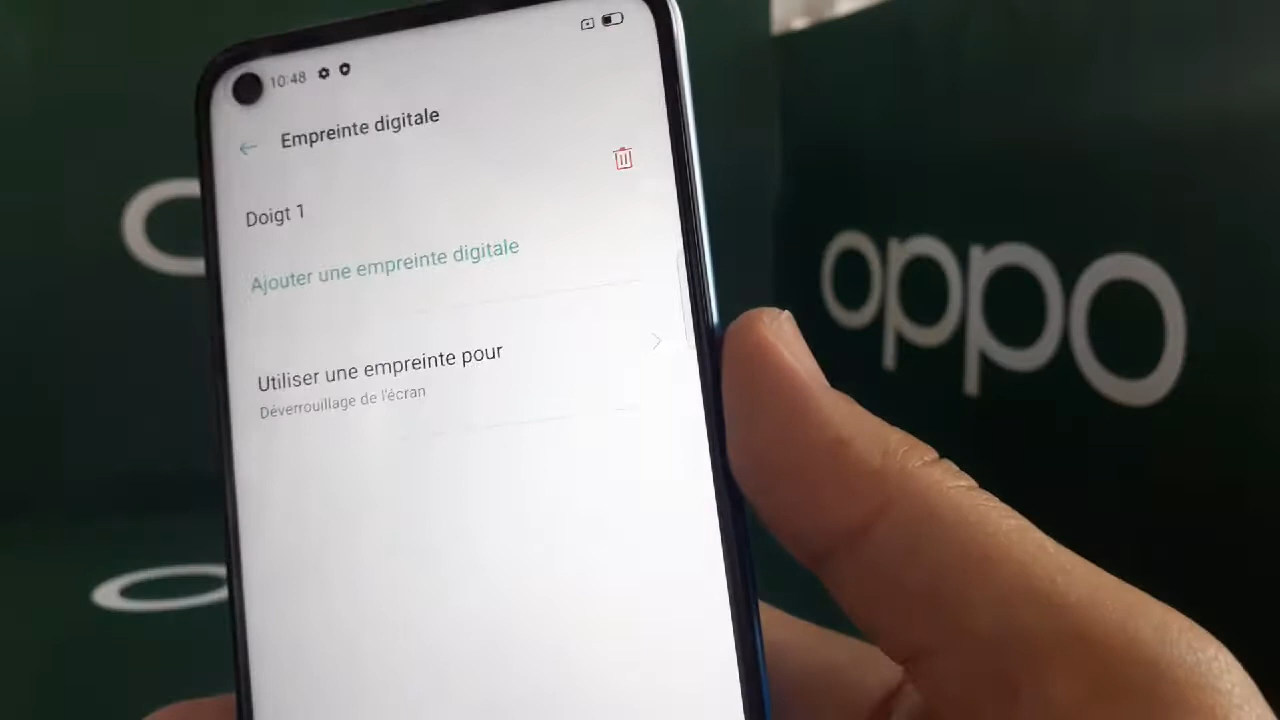 10:48
Empreinte digitale
Doigt 1
Ajouter une empreinte digitale
Utiliser une empreinte pour
Déverrouillage de l'écran
oppo